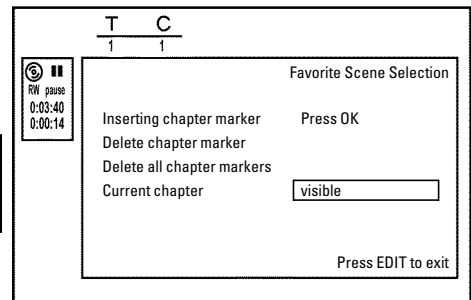 T C
1 1
RW pause
0:03:40
0:00:14
Favorite Scene Selection
Inserting chapter marker Press OK
Delete chapter marker
Delete all chapter markers
Current chapter visible
Press EDIT to exit